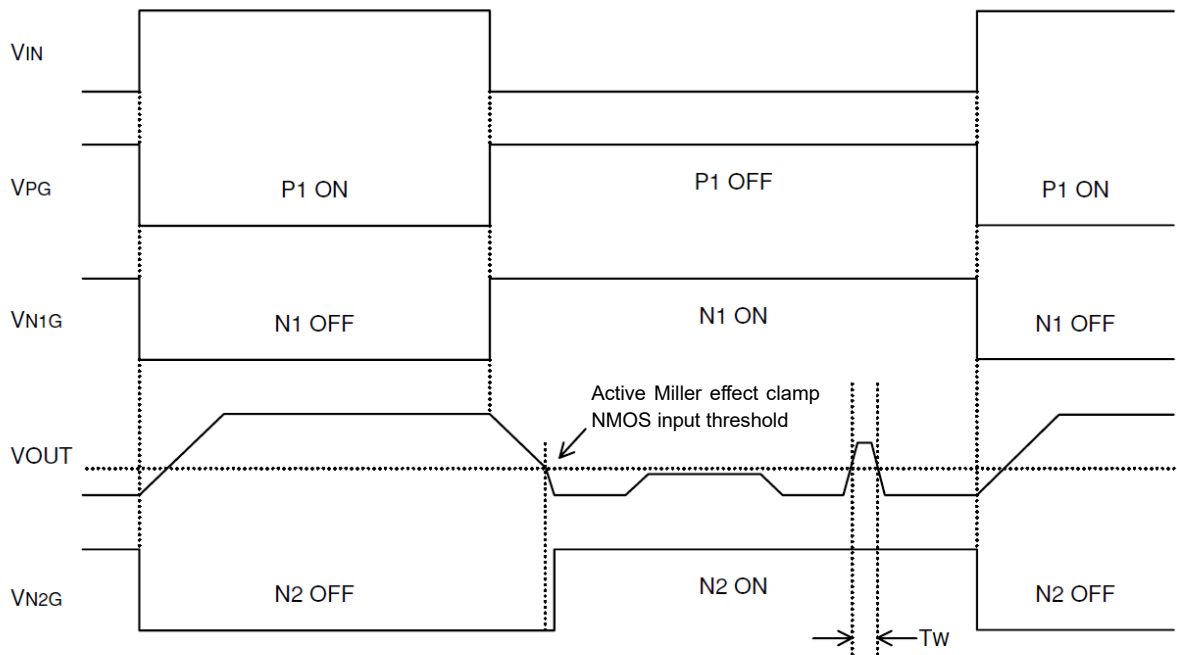 VIN
VPG
P1 ON
P1 OFF
P1 ON
VN1G
N1 OFF
N1 ON
N1 OFF
Active Miller effect clamp
NMOS input threshold
VOUT
VN2G
N2 OFF
N2 ON
N2 OFF
TW